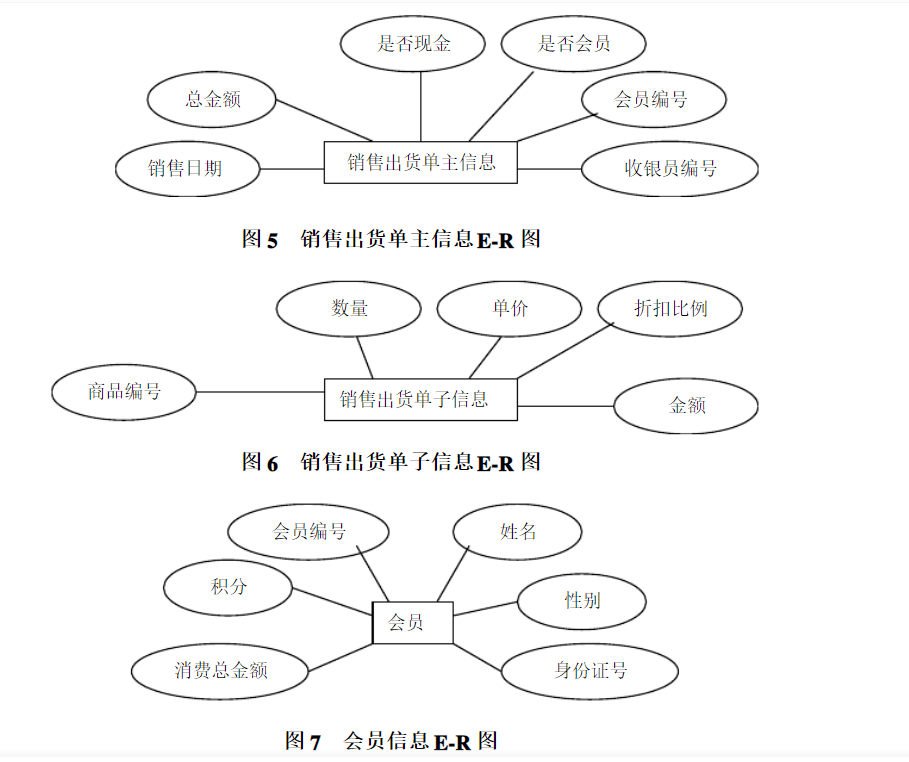 是否现金
是否会员
总金额
会员编号
销售日期
销售出货单主信息
收银员编号
图 5 销售出货单主信息 E-R 图
数量
单价
折扣比例
商品编号
销售出货单子信息
金额
图 6 销售出货单子信息 E-R 图
会员编号
姓名
积分
性别
会员
消费总金额
身份证号
图 7 会员信息 E-R 图